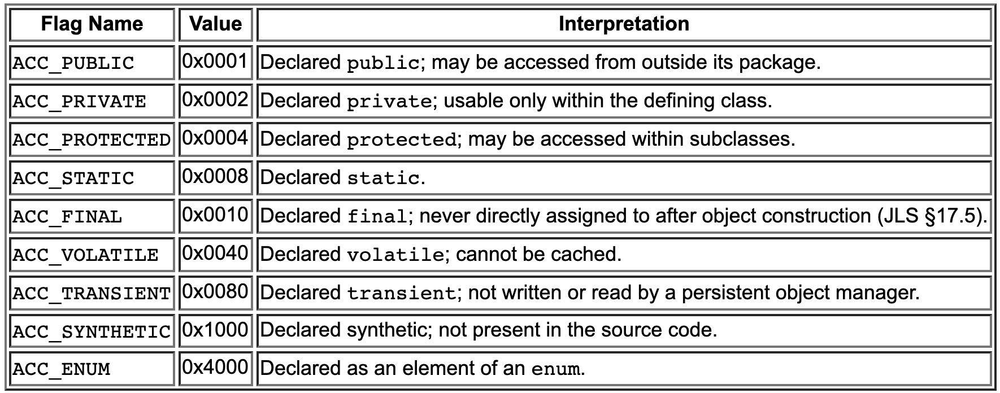 Flag Name Value Interpretation
ACC_PUBLIC 0x0001 Declared public; may be accessed from outside its package.
ACC_PRIVATE 0x0002 Declared private; usable only within the defining class.
ACC_PROTECTED 0x0004 Declared protected; may be accessed within subclasses.
ACC_STATIC 0x0008 Declared static.
ACC_FINAL 0x0010 Declared final; never directly assigned to after object construction (JLS §17.5).
ACC_VOLATILE 0x0040 Declared volatile; cannot be cached.
ACC_TRANSIENT 0x0080 Declared transient; not written or read by a persistent object manager.
ACC_SYNTHETIC 0x1000 Declared synthetic; not present in the source code.
ACC_ENUM 0x4000 Declared as an element of an enum.